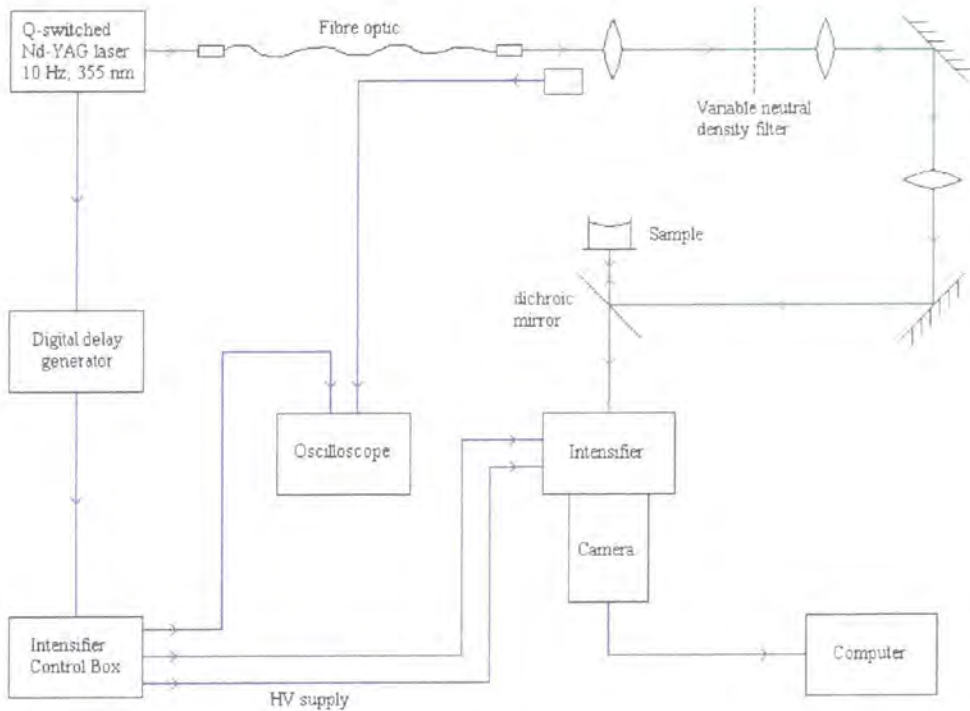 Q-switched
Nd-YAG laser
10 Hz, 355 nm
Fibre optic
Variable neutral
density filter
Sample
dichroic
mirror
Digital delay
generator
Oscilloscope
Intensifier
Camera
Intensifier
Control Box
HV supply
Computer